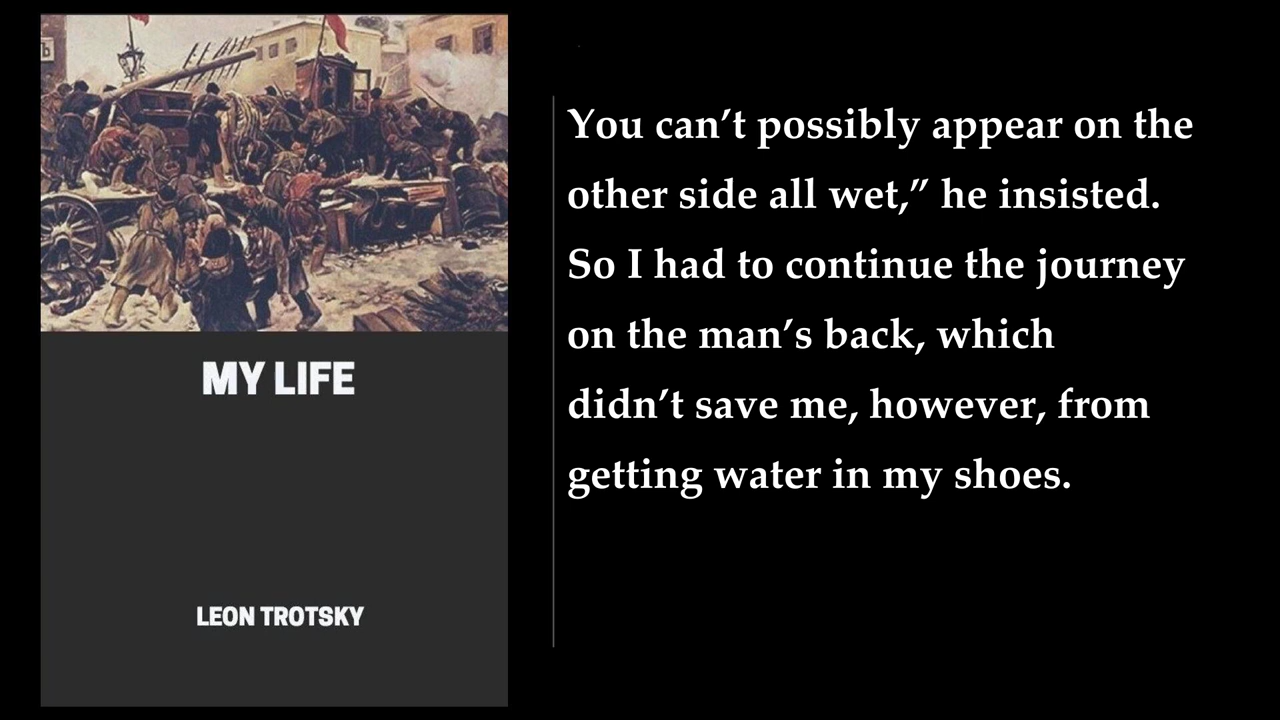 Ъ
MY LIFE
LEON TROTSKY
You can’t possibly appear on the
other side all wet,” he insisted.
So I had to continue the journey
on the man’s back, which
didn’t save me, however, from
getting water in my shoes.